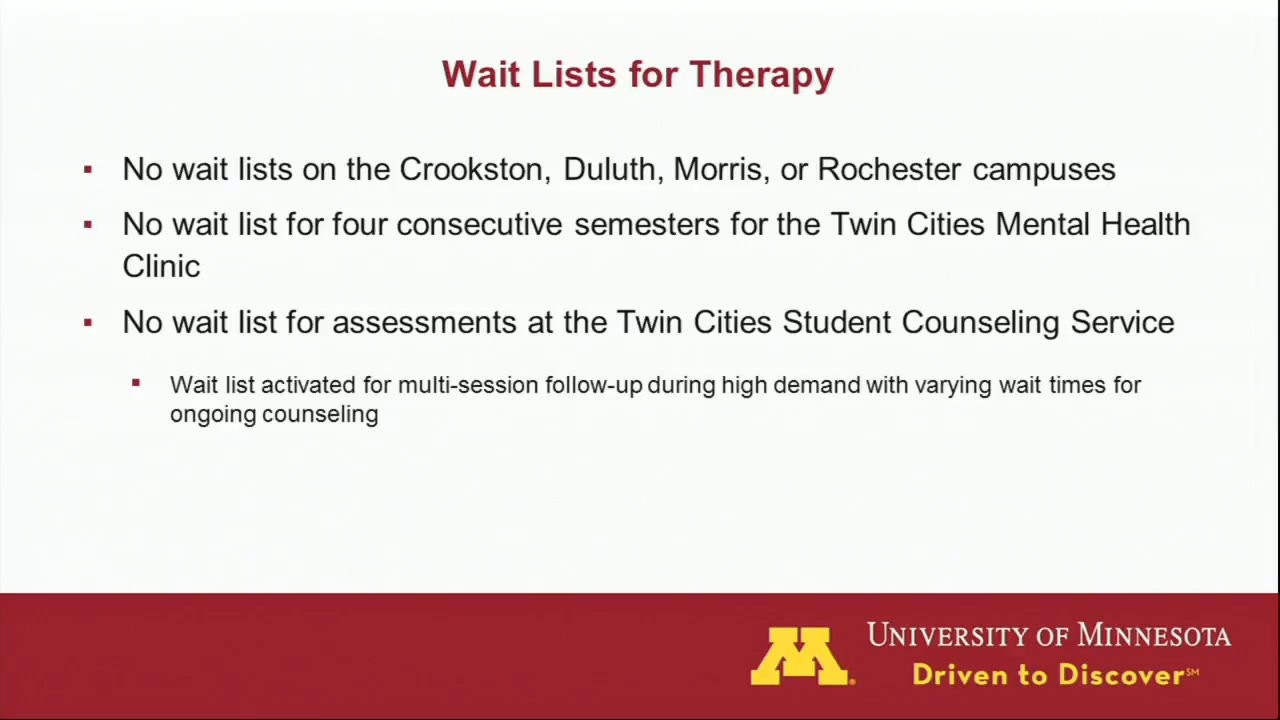 Wait Lists for Therapy
▪ No wait lists on the Crookston, Duluth, Morris, or Rochester campuses
▪ No wait list for four consecutive semesters for the Twin Cities Mental Health
Clinic
▪ No wait list for assessments at the Twin Cities Student Counseling Service
▪ Wait list activated for multi-session follow-up during high demand with varying wait times for
ongoing counseling
M.
UNIVERSITY OF MINNESOTA
Driven to Discover℠